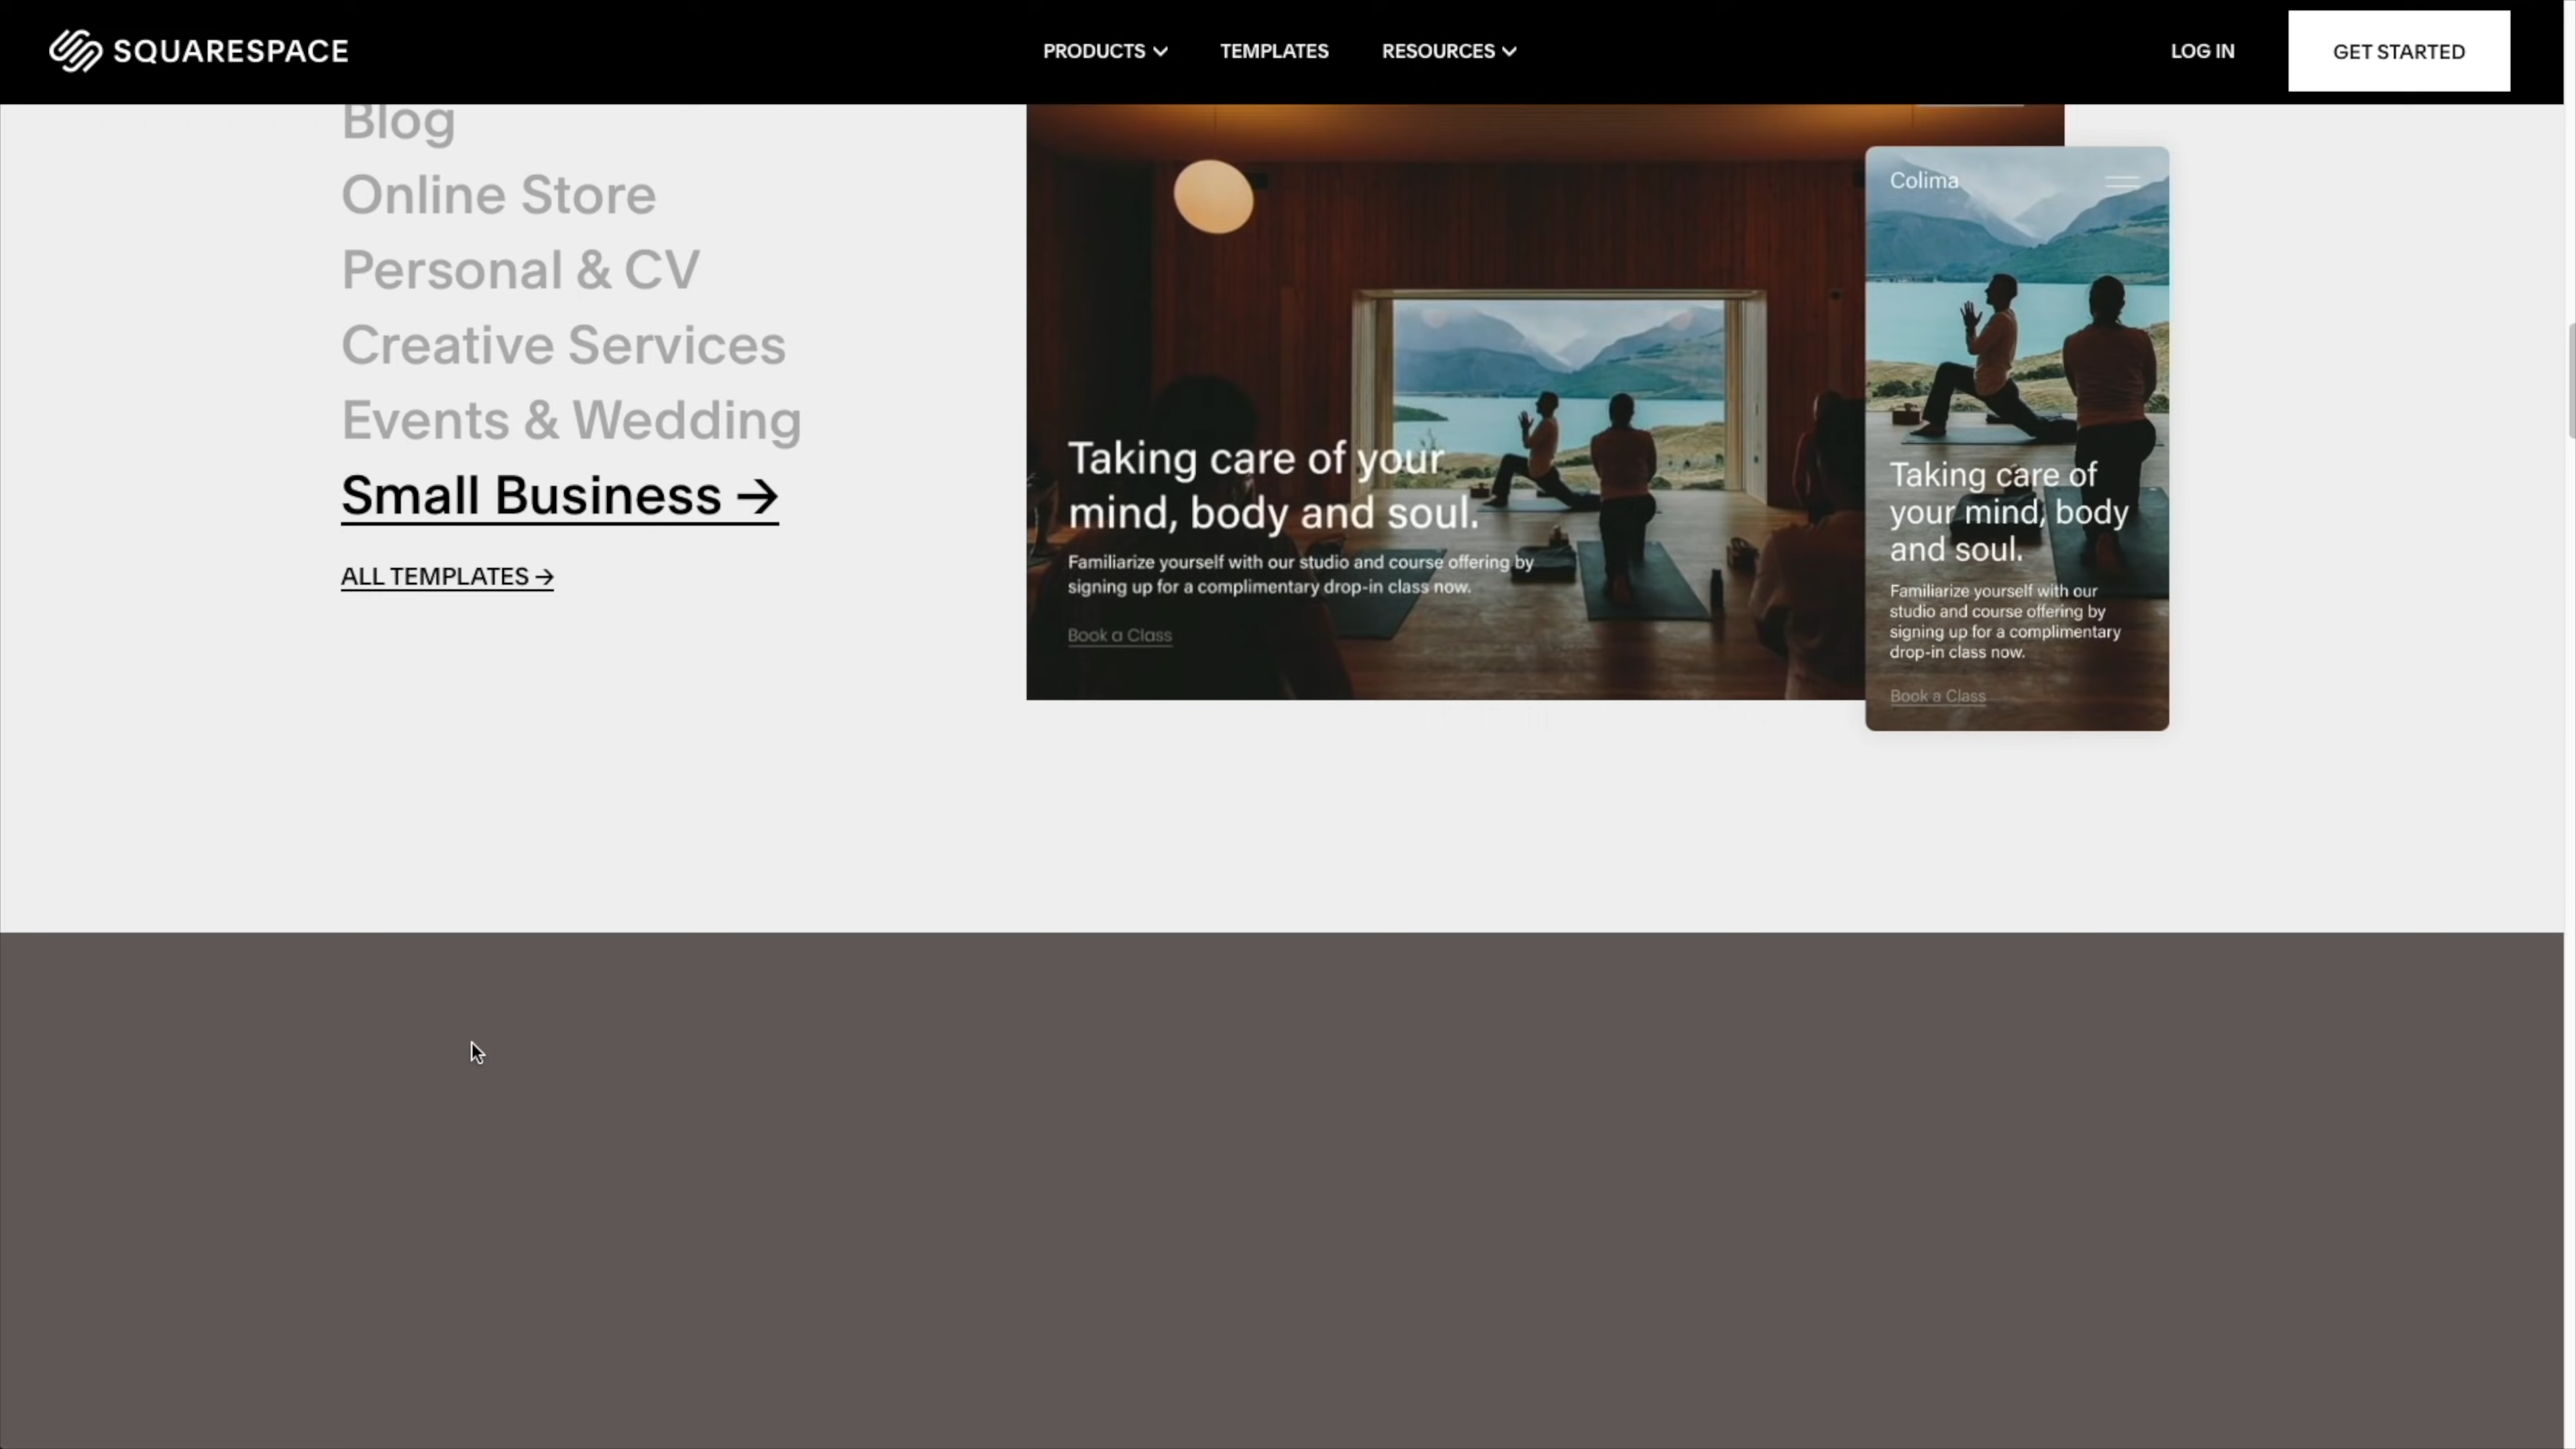 SQUARESPACE
PRODUCTS
TEMPLATES
RESOURCES
LOG IN
GET STARTED
Blog
Online Store
Personal & CV
Creative Services
Events & Wedding
Small Business →
ALL TEMPLATES →
Taking care of your
mind, body and soul.
Familiarize yourself with our studio and course offering by
signing up for a complimentary drop-in class now.
Book a Class
Colima
Taking care of
your mind, body
and soul.
Familiarize yourself with our
studio and course offering by
signing up for a complimentary
drop-in class now.
Book a Class